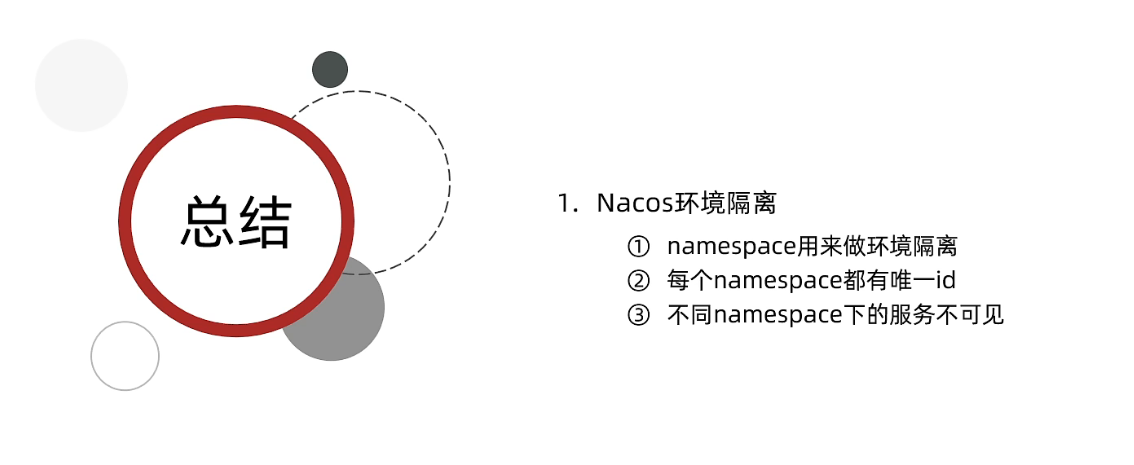 总结
1. Nacos环境隔离
① namespace用来做环境隔离
② 每个namespace都有唯一id
③ 不同namespace下的服务不可见